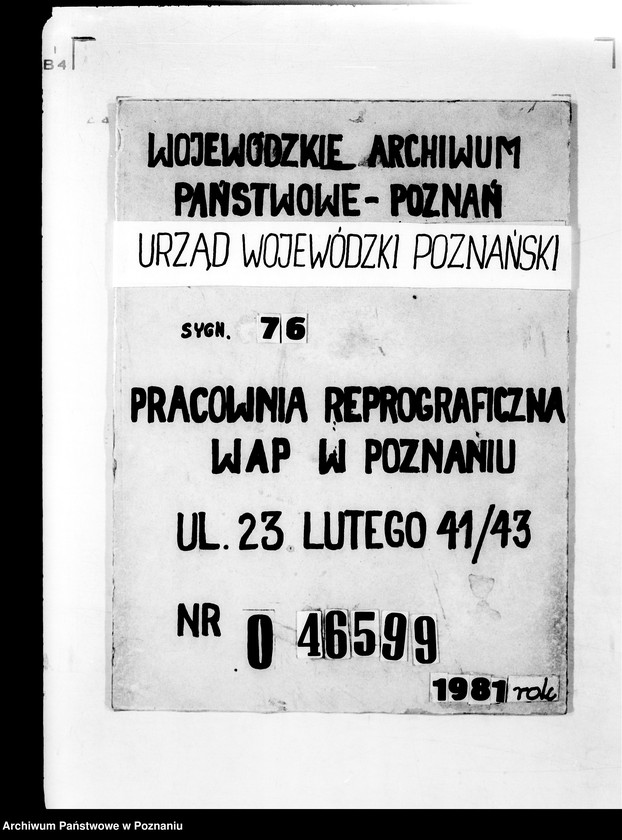 B4
WOJEWÓDZKIE ARCHIWUM
PAŃSTWOWE - POZNAŃ
URZĄD WOJEWÓDZKI POZNAŃSKI
SYGN. 76
PRACOWNIA REPROGRAFICZNA
WAP W POZNANIU
UL. 23 LUTEGO 41/43
NR 0 46599
1981 rok
Archiwum Państwowe w Poznaniu